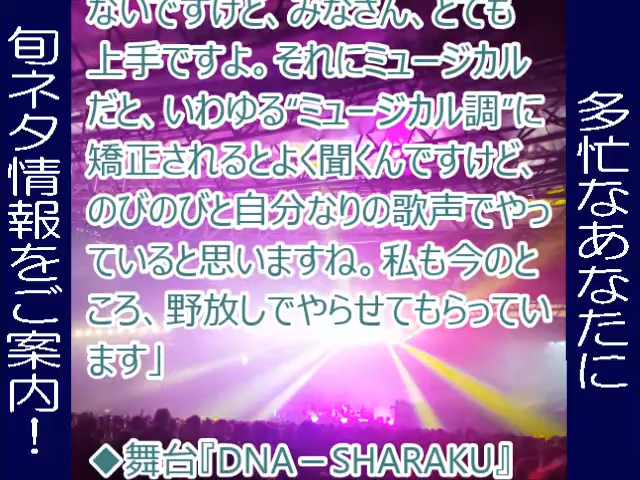 多忙なあなたに
旬ネタ情報をご案内！
ないですけど、みなさん、とても
上手ですよ。それにミュージカル
だと、いわゆる“ミュージカル調”に
矯正されるとよく聞くんですけど、
のびのびと自分なりの歌声でやっ
ていると思いますね。私も今のと
ころ、野放しでやらせてもらってい
ます」
◆舞台『DNA－SHARAKU』